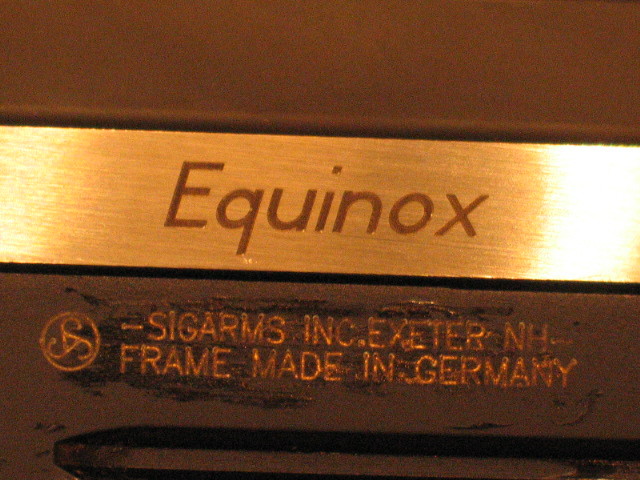 Equinox
-SIGARMS INC.EXETER-NH-
FRAME MADE IN GERMANY